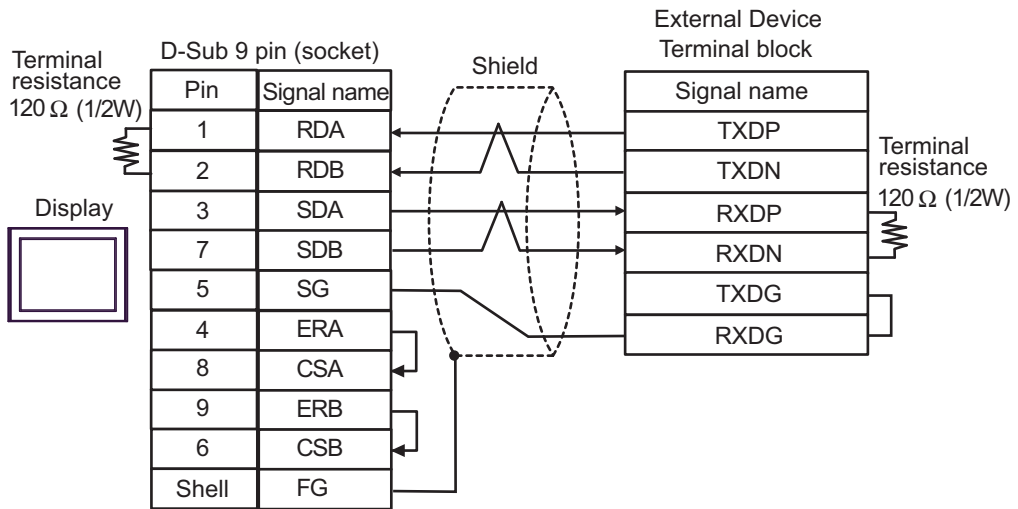 External Device
Terminal block
D-Sub 9 pin (socket)
Terminal
resistance
120 Ω (1/2W)
Shield
Pin Signal name
1 RDA
2 RDB
3 SDA
7 SDB
5 SG
4 ERA
8 CSA
9 ERB
6 CSB
Shell FG
Display
Signal name
TXDP
TXDN
RXDP
RXDN
TXDG
RXDG
Terminal
resistance
120 Ω (1/2W)